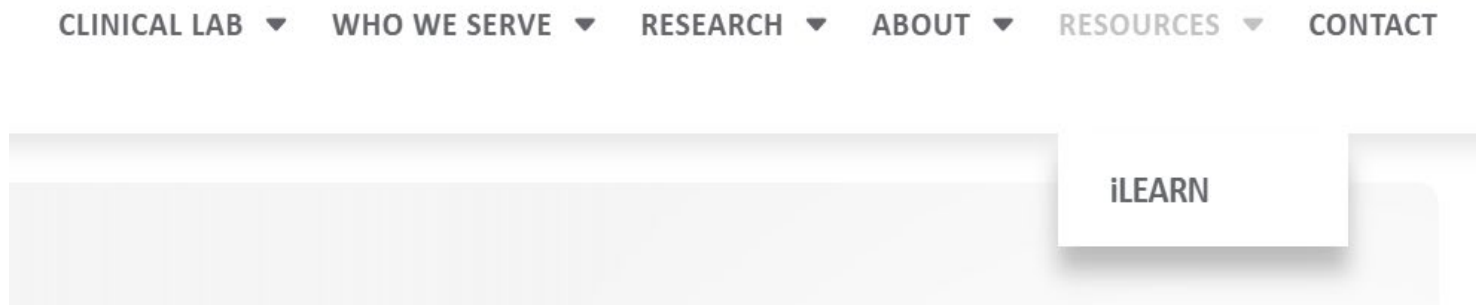 CLINICAL LAB WHO WE SERVE RESEARCH ABOUT RESOURCES CONTACT
iLEARN